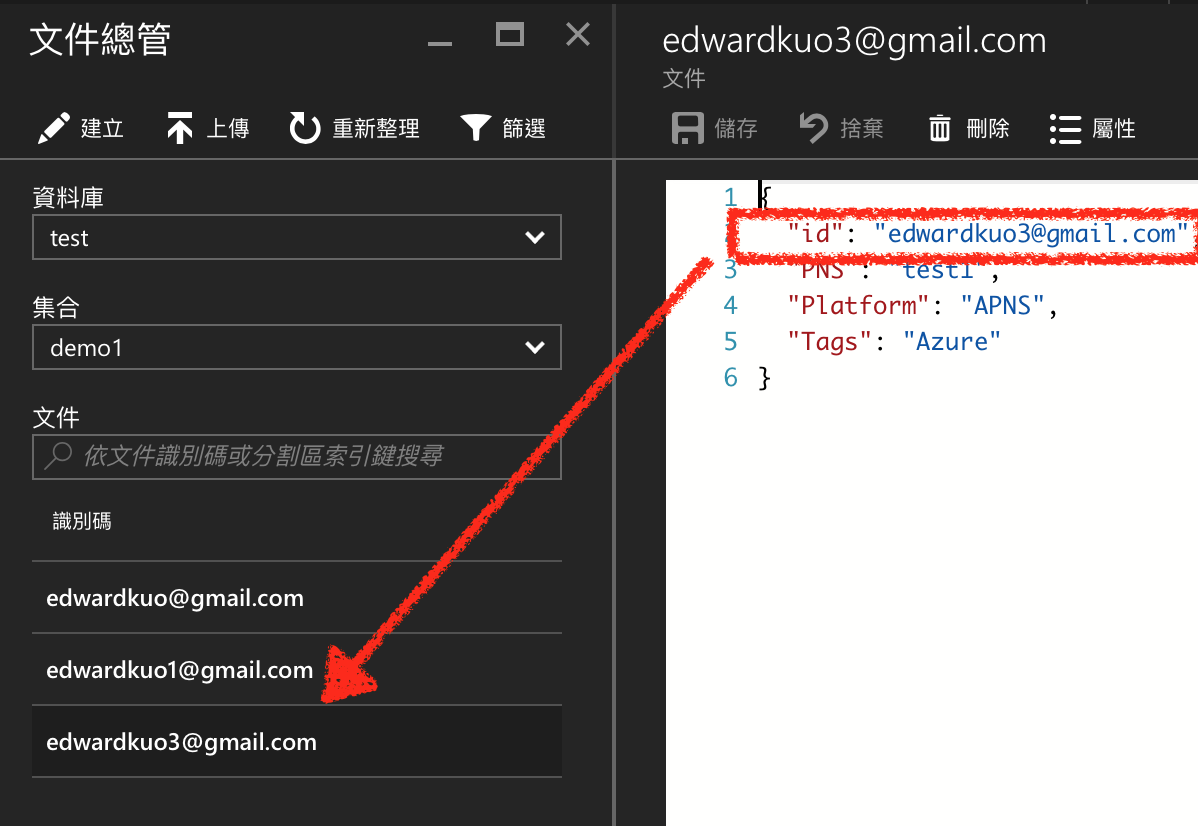 文件總管
建立 上傳 重新整理 篩選
資料庫
test
集合
demo1
文件
依文件識別碼或分割區索引鍵搜尋
識別碼
edwardkuo@gmail.com
edwardkuo1@gmail.com
edwardkuo3@gmail.com
edwardkuo3@gmail.com
文件
儲存 捨棄 刪除 屬性
1 {
"id": "edwardkuo3@gmail.com",
3 "PNS": "test1",
4 "Platform": "APNS",
5 "Tags": "Azure"
6 }